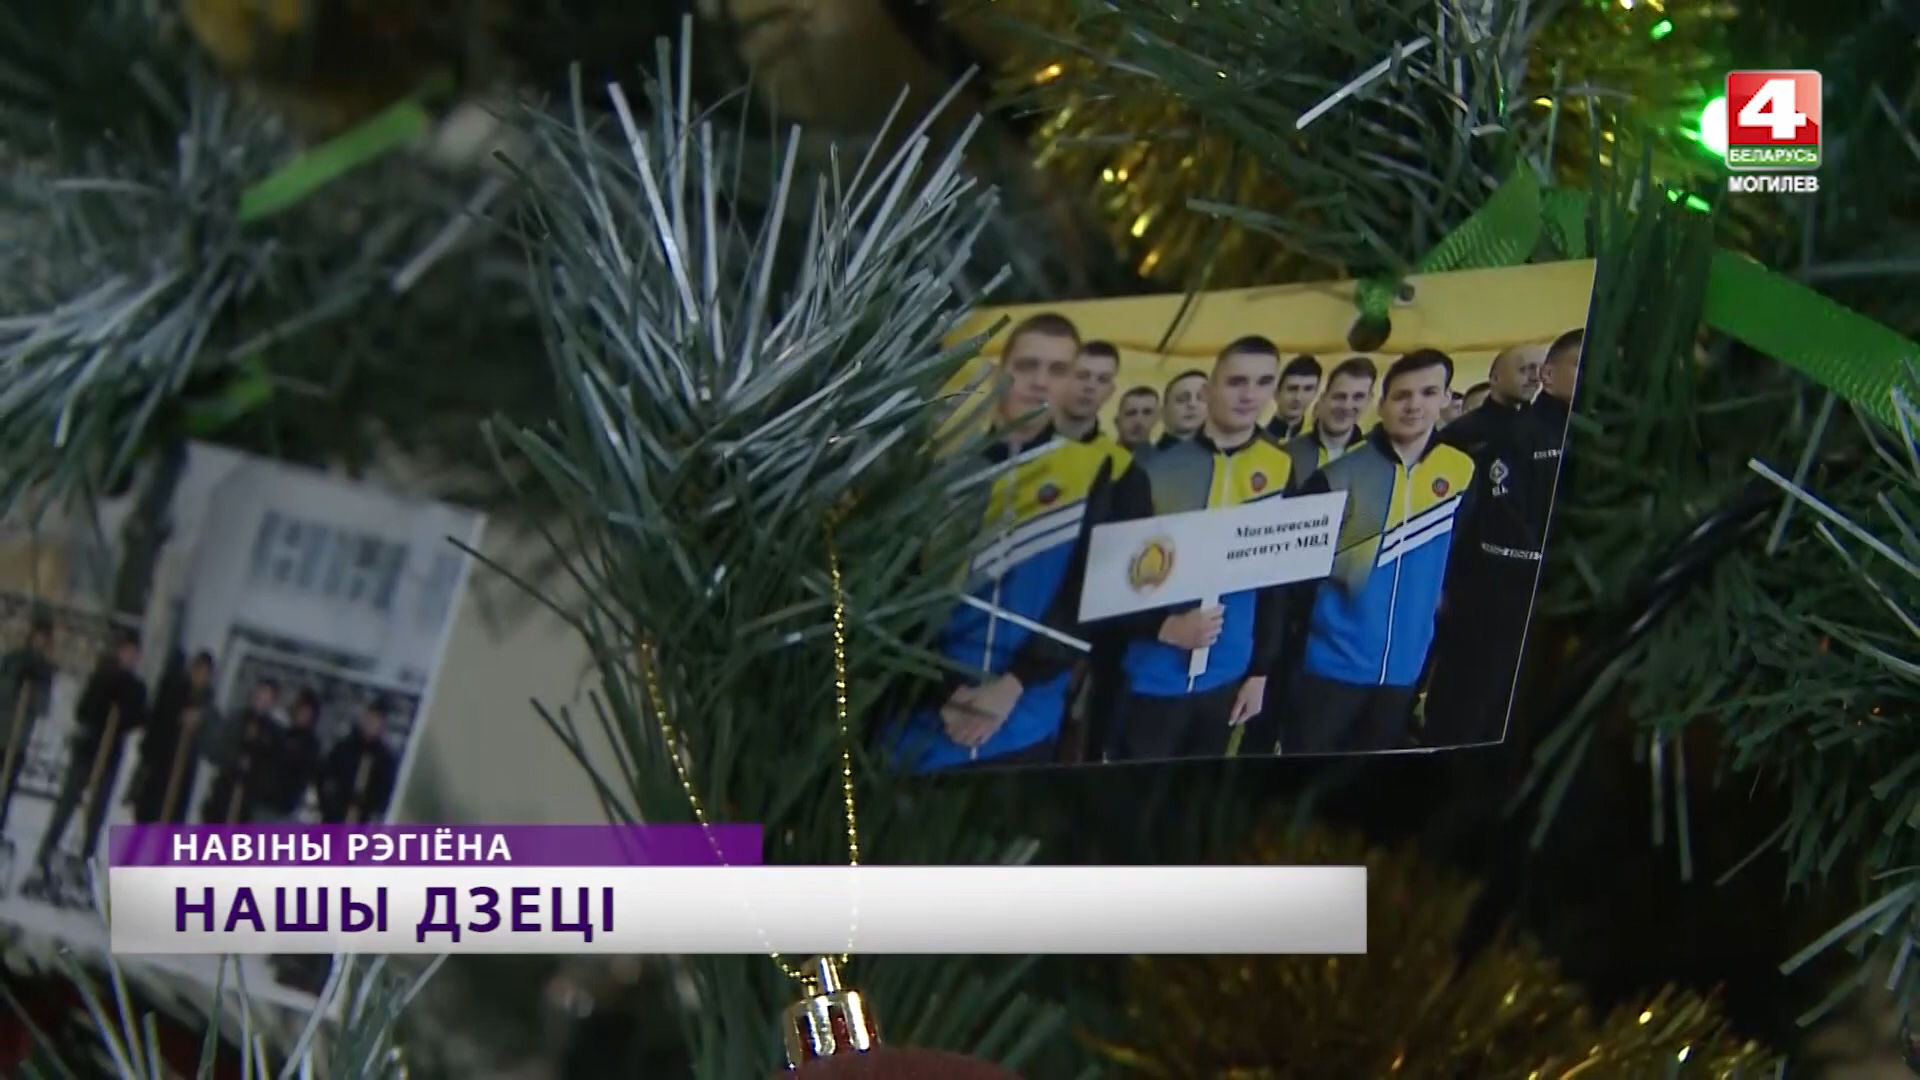 4
БЕЛАРУСЬ
МОГИЛЕВ
Могилевский
институт МВД
НАВІНЫ РЭГІЁНА
НАШЫ ДЗЕЦІ